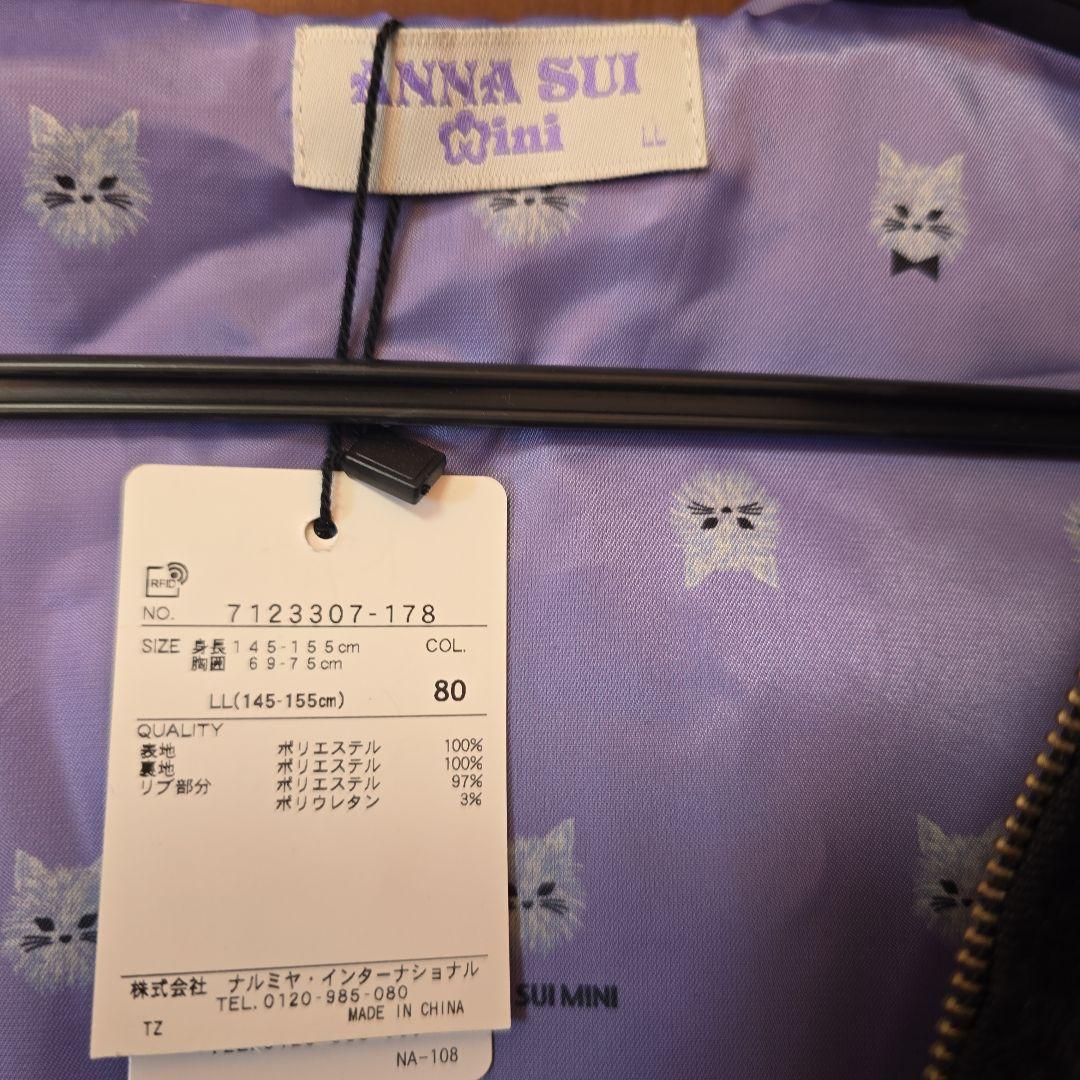 ANNA SUI
Mini
LL
RFID
NO. 7123307-178
SIZE 身長 145-155cm COL.
胸囲 69-75cm
LL(145-155cm) 80
QUALITY
表地 ポリエステル 100%
裏地 ポリエステル 100%
リブ部分 ポリエステル 97%
ポリウレタン 3%
株式会社 ナルミヤ・インターナショナル
TEL.0120-985-080
MADE IN CHINA
TZ
SUI MINI
NA-108